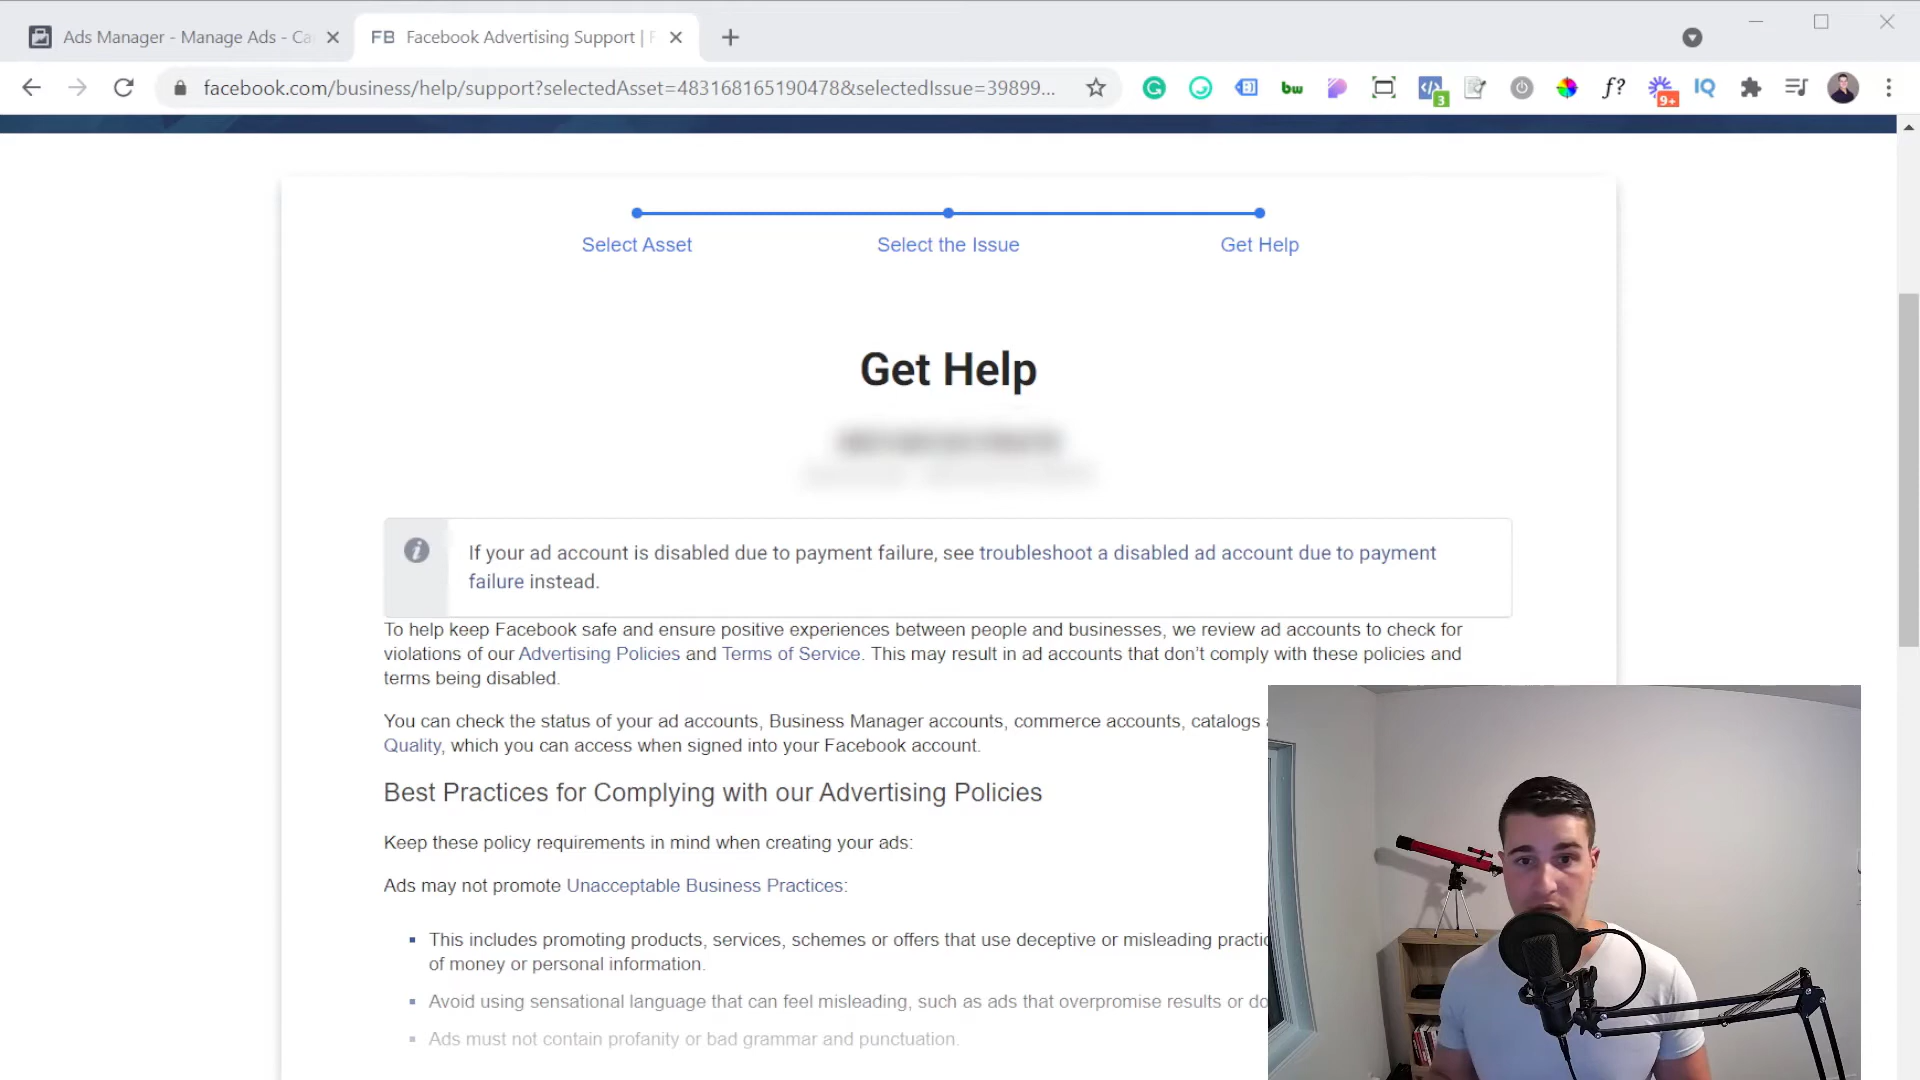 Ads Manager - Manage Ads - Ca
FB Facebook Advertising Support | F
facebook.com/business/help/support?selectedAsset=483168165190478&selectedIssue=39899...
bw
3
f?
9+
IQ
Select Asset
Select the Issue
Get Help
Get Help
If your ad account is disabled due to payment failure, see troubleshoot a disabled ad account due to payment
failure instead.
To help keep Facebook safe and ensure positive experiences between people and businesses, we review ad accounts to check for
violations of our Advertising Policies and Terms of Service. This may result in ad accounts that don't comply with these policies and
terms being disabled.
You can check the status of your ad accounts, Business Manager accounts, commerce accounts, catalogs
Quality, which you can access when signed into your Facebook account.
Best Practices for Complying with our Advertising Policies
Keep these policy requirements in mind when creating your ads:
Ads may not promote Unacceptable Business Practices:
This includes promoting products, services, schemes or offers that use deceptive or misleading practic
of money or personal information.
Avoid using sensational language that can feel misleading, such as ads that overpromise results or do
Ads must not contain profanity or bad grammar and punctuation.